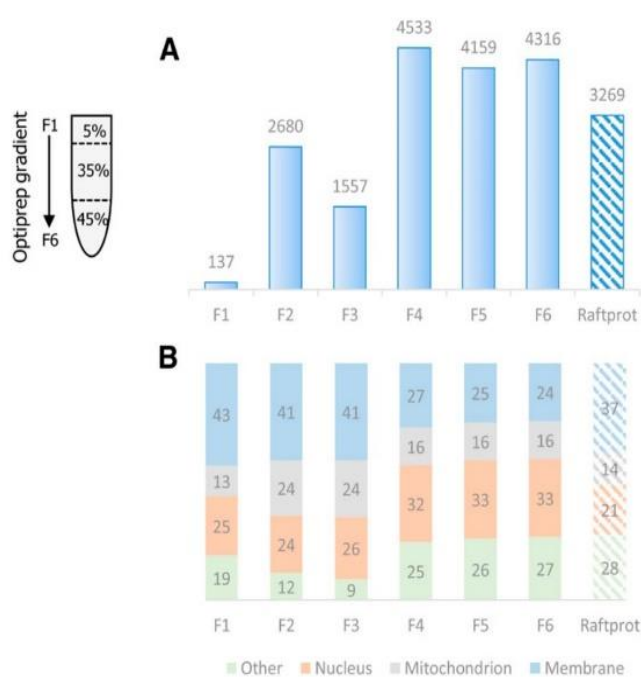 A
4533
4159
4316
3269
2680
1557
137
F1
F2
F3
F4
F5
F6
Raftprot
Optiprep gradient
F1
5%
35%
45%
F6
B
43
41
41
27
25
24
37
13
24
24
16
16
16
14
25
24
26
32
33
33
21
19
12
9
25
26
27
28
F1
F2
F3
F4
F5
F6
Raftprot
Other
Nucleus
Mitochondrion
Membrane